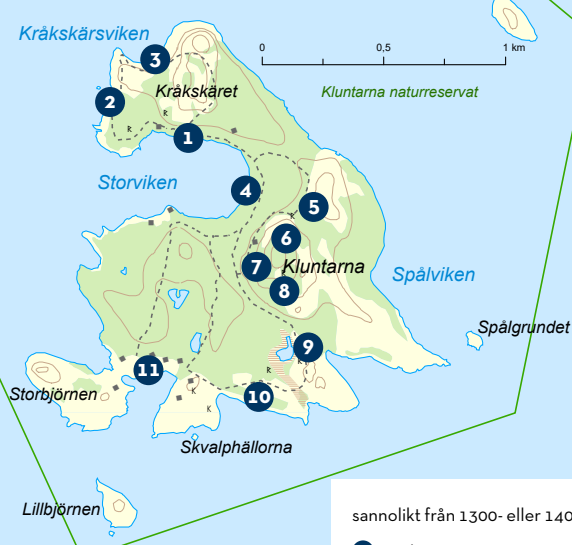 Kråkskärsviken
3
0 0,5 1 km
Kråkskäret
Kluntarna naturreservat
2
R
R
1
Storviken
4
5
K
6
7
Kluntarna
8
Spålviken
Spålgrundet
9
K
R
11
Storbjörnen
K
K
10
Skvalphällorna
Lillbjörnen
sannolikt från 1300- eller 140